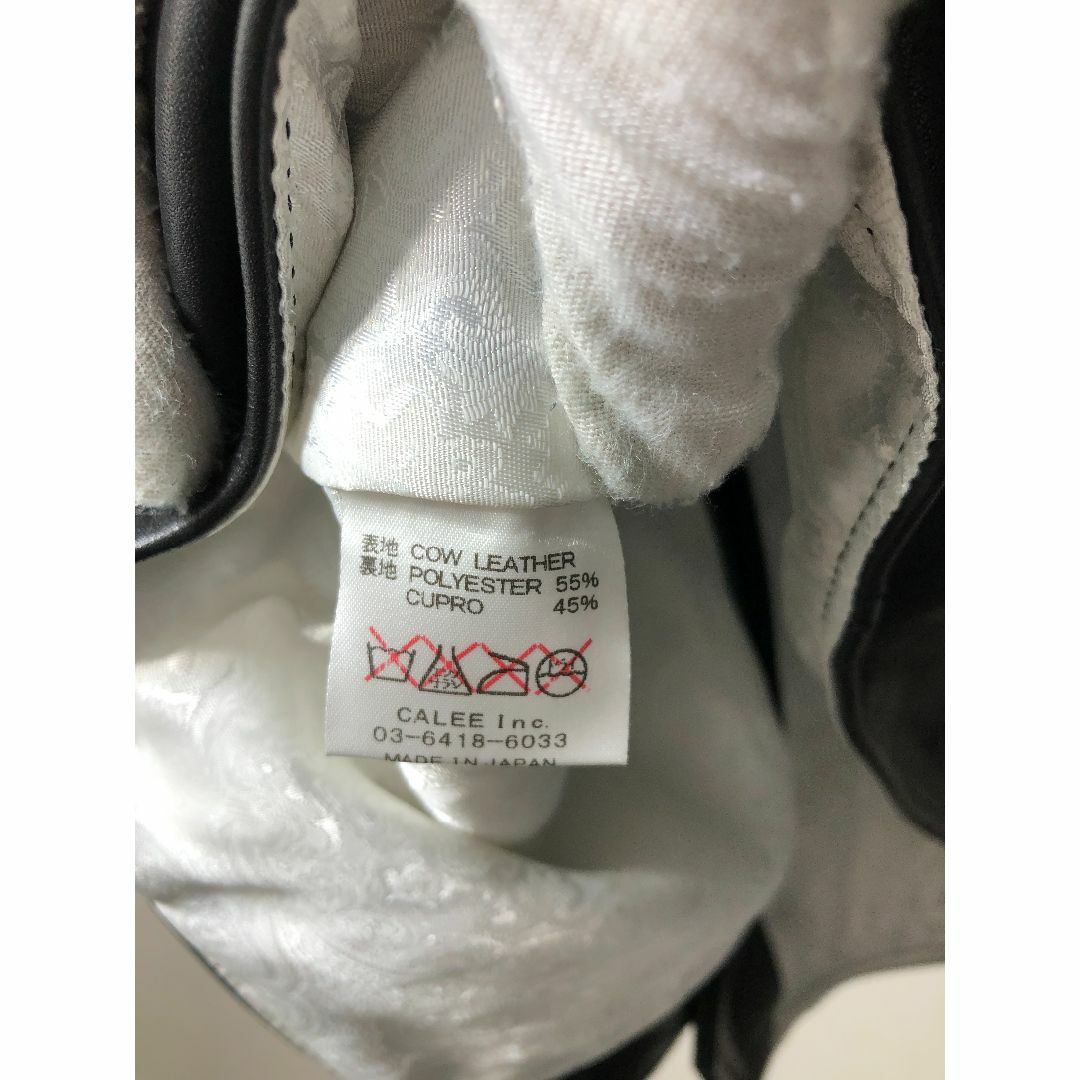 表地 COW LEATHER
裏地 POLYESTER 55%
CUPRO 45%
CALEE Inc.
03-6418-6033
MADE IN JAPAN